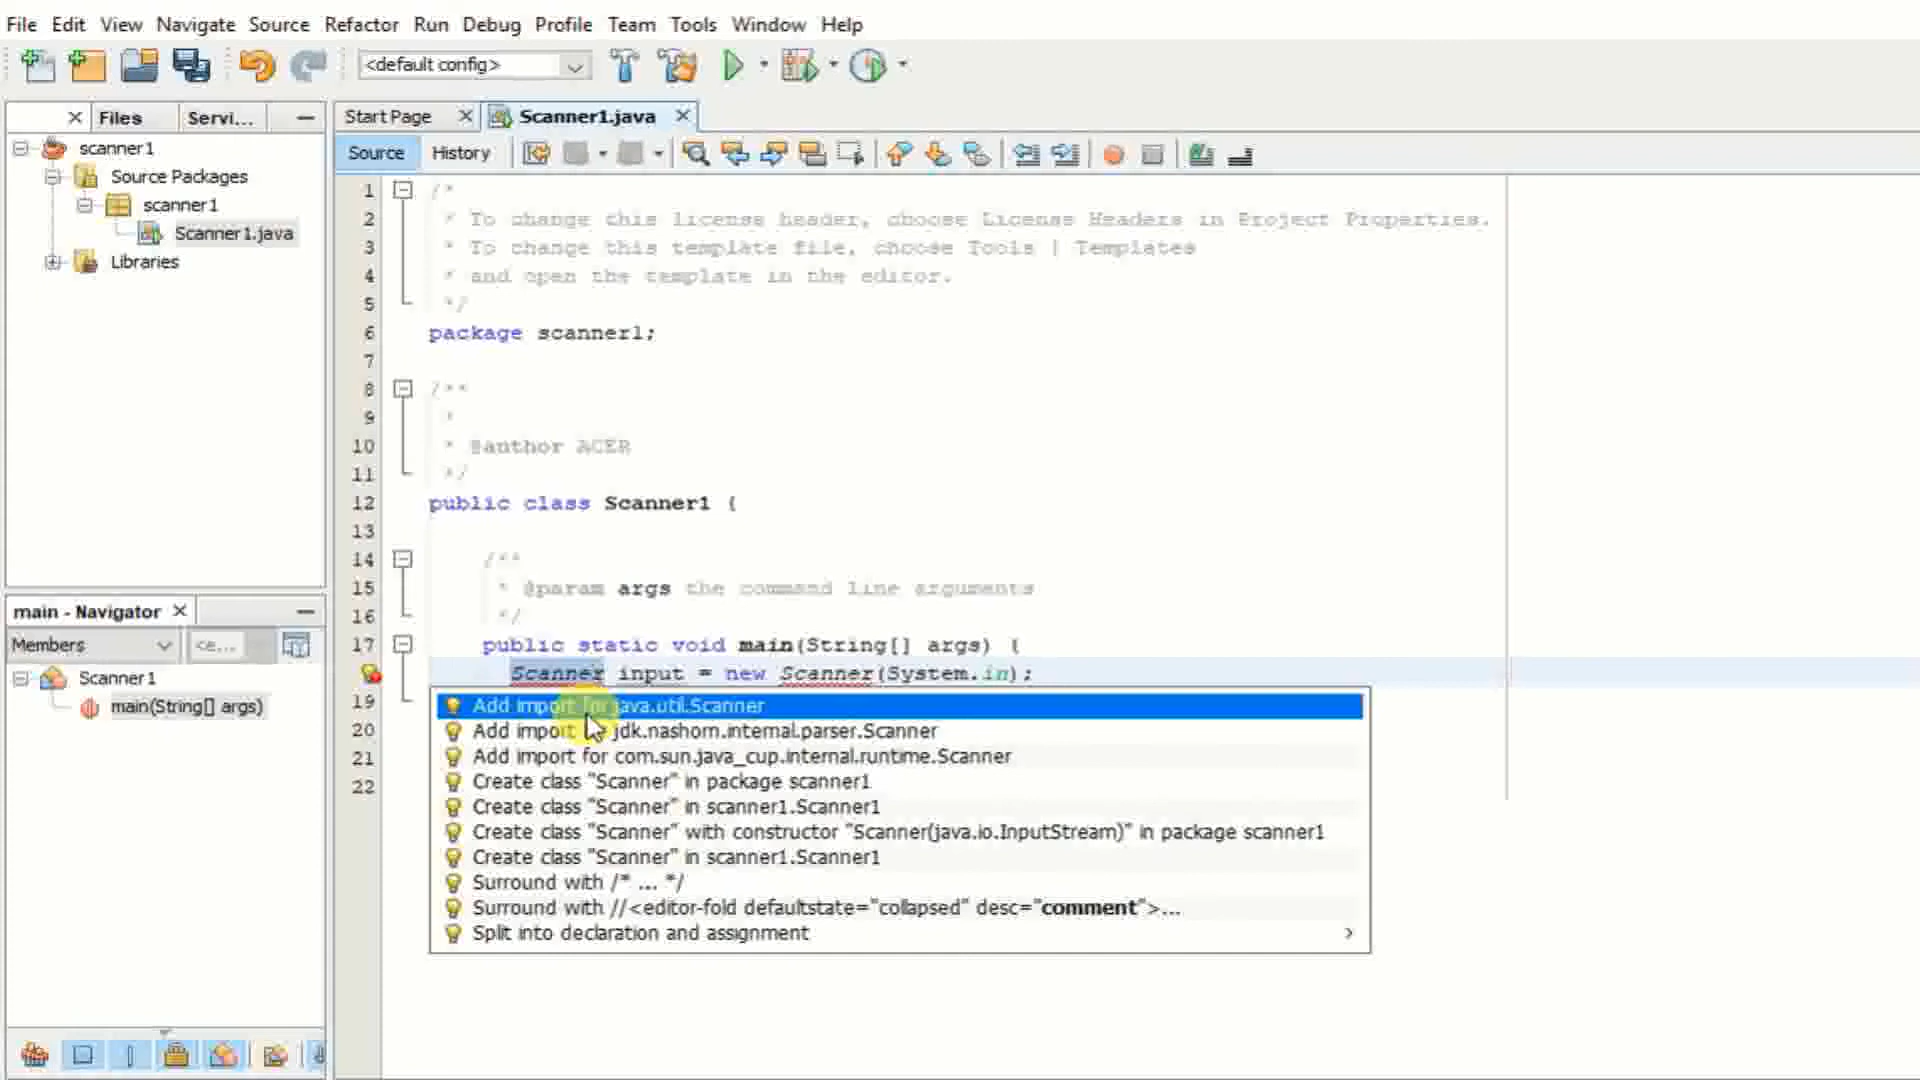 File Edit View Navigate Source Refactor Run Debug Profile Team Tools Window Help
<default config>
Files Servi...
scanner1
Source Packages
scanner1
Scanner1.java
Libraries
main - Navigator
Members <e...
Scanner1
main(String[] args)
Start Page Scanner1.java
Source History
1 /*
2 * To change this license header, choose License Headers in Project Properties.
3 * To change this template file, choose Tools | Templates
4 * and open the template in the editor.
5 */
6 package scanner1;
7
8 /**
9 *
10 * @author ACER
11 */
12 public class Scanner1 {
13
14 /**
15 * @param args the command line arguments
16 */
17 public static void main(String[] args) {
Scanner input = new Scanner(System.in);
19
20
21
22
Add import for java.util.Scanner
Add import jdk.nashorn.internal.parser.Scanner
Add import for com.sun.java_cup.internal.runtime.Scanner
Create class "Scanner" in package scanner1
Create class "Scanner" in scanner1.Scanner1
Create class "Scanner" with constructor "Scanner(java.io.InputStream)" in package scanner1
Create class "Scanner" in scanner1.Scanner1
Surround with /* ... */
Surround with //<editor-fold defaultstate="collapsed" desc="comment">...
Split into declaration and assignment